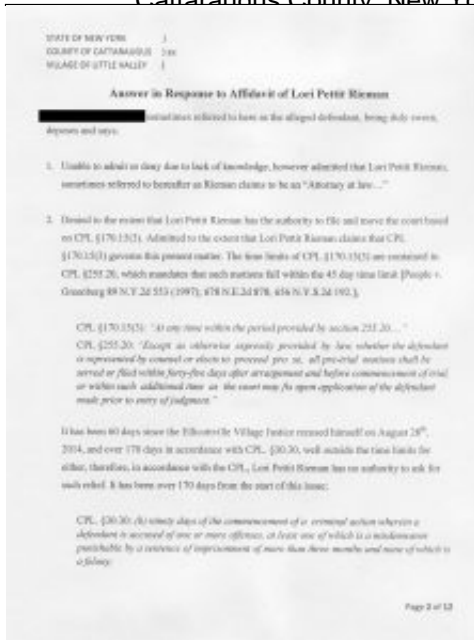 Cattaraugus County, New Yo
STATE OF NEW YORK )
COUNTY OF CATTARAUGUS ) ss:
VILLAGE OF LITTLE VALLEY )
Answer in Response to Affidavit of Lori Pettit Rieman
sometimes referred to here as the alleged defendant, being duly sworn,
deposes and says:
1. Unable to admit or deny due to lack of knowledge, however admitted that Lori Pettit Rieman,
sometimes referred to hereafter as Rieman claims to be an “Attorney at law…”
2. Denied to the extent that Lori Pettit Rieman has the authority to file and move the court based
on CPL §170.15(3). Admitted to the extent that Lori Pettit Rieman claims that CPL
§170.15(3) governs this present matter. The time limits of CPL §170.15(3) are contained in
CPL §255.20, which mandates that such motions fall within the 45 day time limit [People v.
Greenberg 89 N.Y.2d 553 (1997); 678 N.E.2d 878, 656 N.Y.S.2d 192.],
CPL §170.15(3): “At any time within the period provided by section 255.20…”
CPL §255.20: “Except as otherwise expressly provided by law, whether the defendant
is represented by counsel or elects to proceed pro se, all pre-trial motions shall be
served or filed within forty-five days after arraignment and before commencement of trial,
or within such additional time as the court may fix upon application of the defendant
made prior to entry of judgment.”
It has been 60 days since the Ellicottville Village Justice recused himself on August 28th,
2014, and over 170 days in accordance with CPL. §30.30, well outside the time limits for
either, therefore, in accordance with the CPL, Lori Pettit Rieman has no authority to ask for
such relief. It has been over 170 days from the start of this issue;
CPL. §30.30: (b) ninety days of the commencement of a criminal action wherein a
defendant is accused of one or more offenses, at least one of which is a misdemeanor
punishable by a sentence of imprisonment of more than three months and none of which is
a felony;
Page 2 of 12